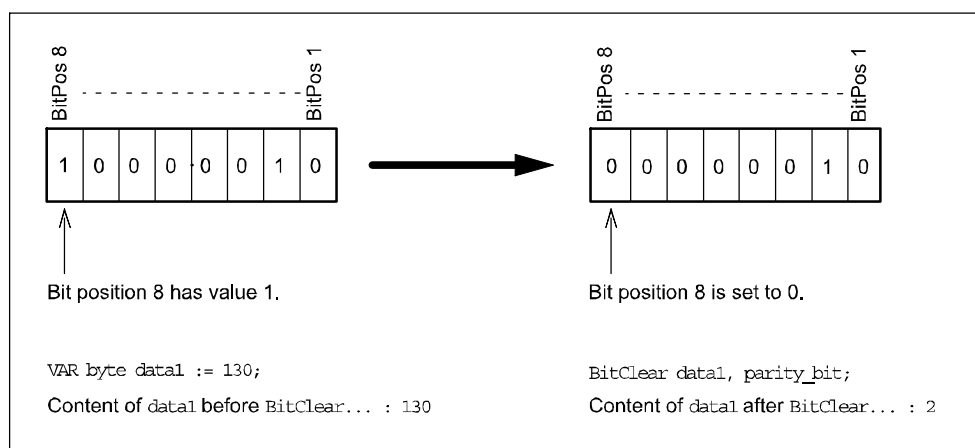 BitPos 8 BitPos 1 BitPos 8 BitPos 1
1 0 0 0 0 0 1 0 0 0 0 0 0 0 1 0
Bit position 8 has value 1. Bit position 8 is set to 0.
VAR byte data1 := 130; BitClear data1, parity_bit;
Content of data1 before BitClear... : 130 Content of data1 after BitClear... : 2